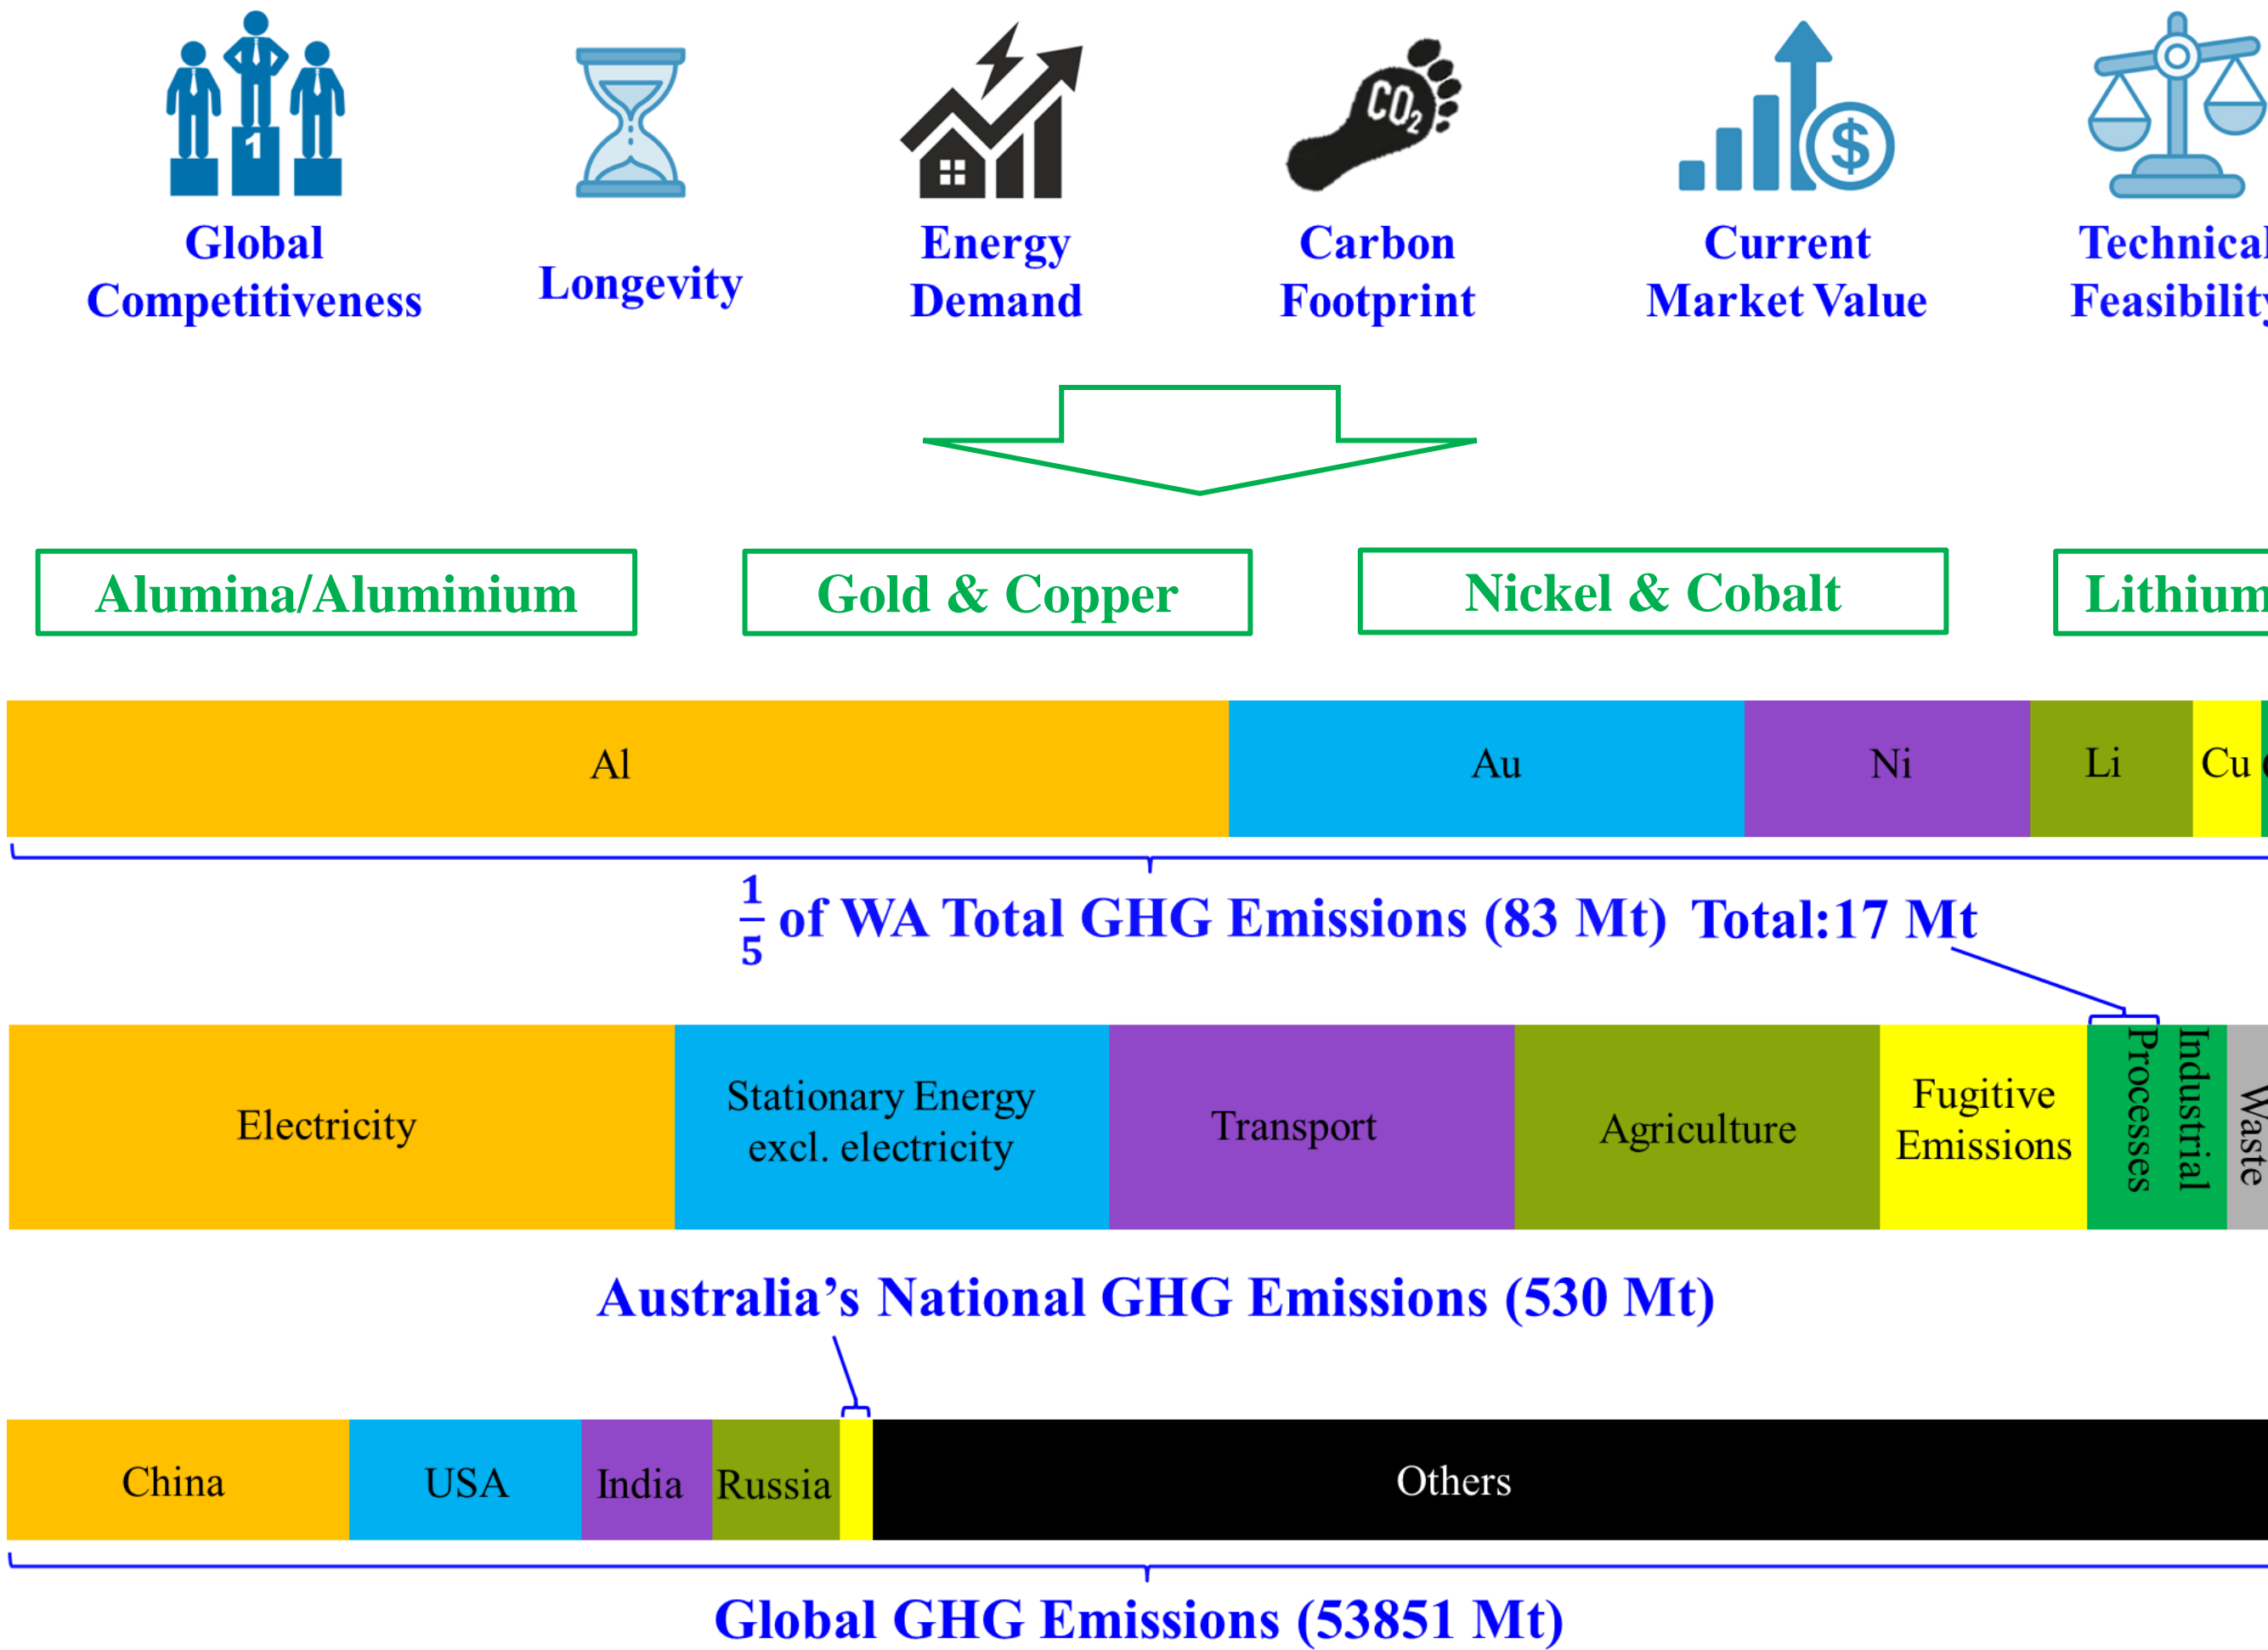 1
CO2
$
Global
Competitiveness
Longevity
Energy
Demand
Carbon
Footprint
Current
Market Value
Technical
Feasibility
Alumina/Aluminium
Gold & Copper
Nickel & Cobalt
Lithium
Al
Au
Ni
Li
Cu
1/5 of WA Total GHG Emissions (83 Mt) Total:17 Mt
Electricity
Stationary Energy
excl. electricity
Transport
Agriculture
Fugitive
Emissions
Industrial
Processes
Waste
Australia’s National GHG Emissions (530 Mt)
China
USA
India
Russia
Others
Global GHG Emissions (53851 Mt)